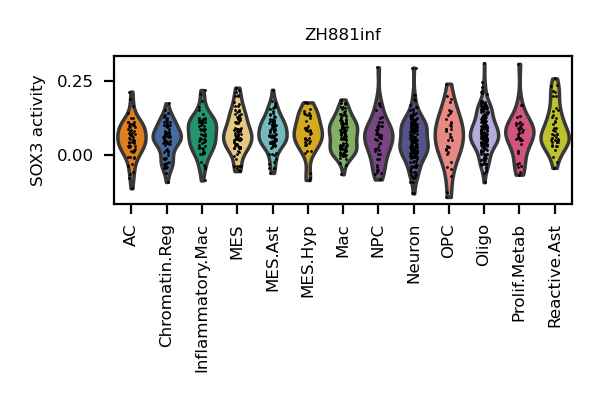 ZH881inf
SOX3 activity
0.25
0.00
AC
Chromatin.Reg
Inflammatory.Mac
MES
MES.Ast
MES.Hyp
Mac
NPC
Neuron
OPC
Oligo
Prolif.Metab
Reactive.Ast